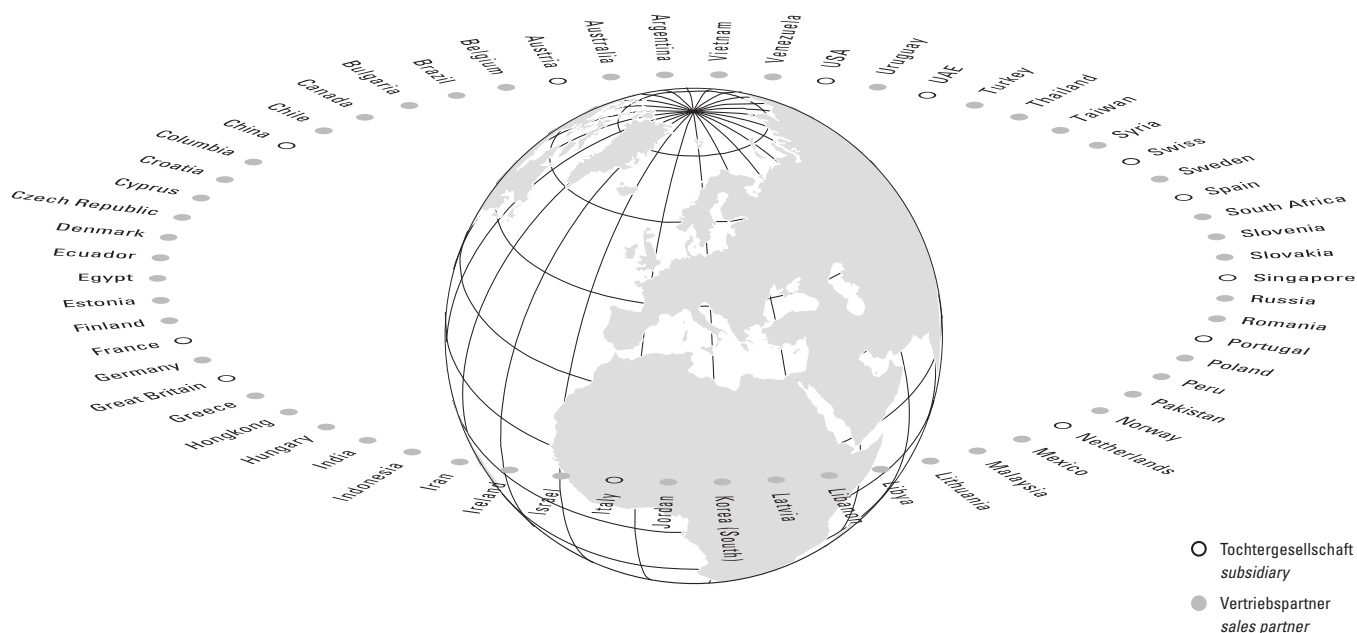 Argentina
Australia
Austria
Belgium
Brazil
Bulgaria
Canada
Chile
China
Columbia
Croatia
Cyprus
Czech Republic
Denmark
Ecuador
Egypt
Estonia
Finland
France
Germany
Great Britain
Greece
Hongkong
Hungary
India
Indonesia
Iran
Ireland
Israel
Italy
Jordan
Korea (South)
Latvia
Libanon
Libya
Lithuania
Malaysia
Mexico
Netherlands
Norway
Pakistan
Peru
Poland
Portugal
Romania
Russia
Singapore
Slovakia
Slovenia
South Africa
Spain
Sweden
Swiss
Syria
Taiwan
Thailand
Turkey
UAE
Uruguay
USA
Venezuela
Vietnam
Tochtergesellschaft
subsidiary
Vertriebspartner
sales partner